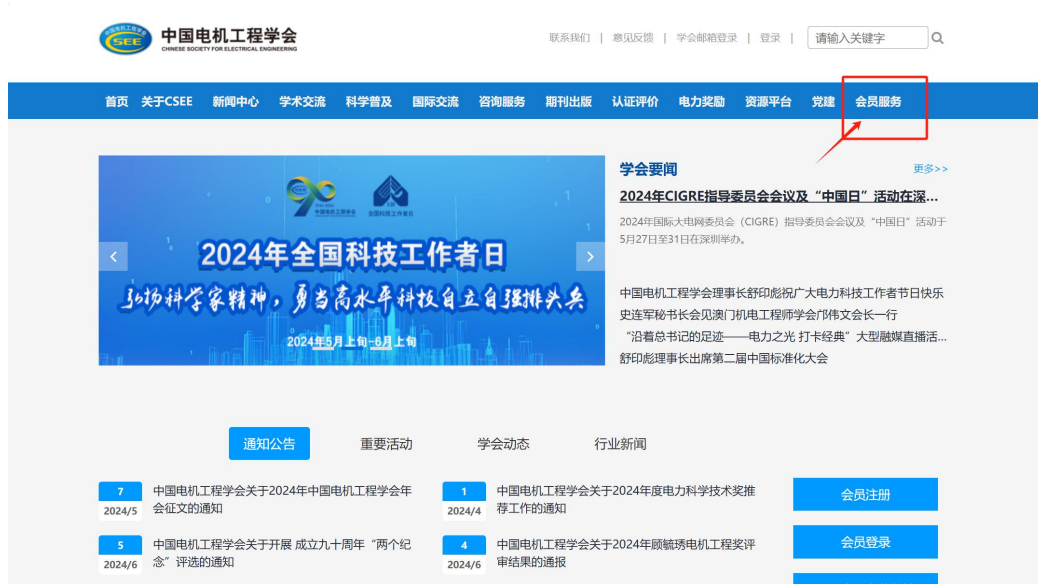 中国电机工程学会
CHINESE SOCIETY FOR ELECTRICAL ENGINEERING
联系我们 | 意见反馈 | 学会邮箱登录 | 登录 |
请输入关键字
首页 关于CSEE 新闻中心 学术交流 科学普及 国际交流 咨询服务 期刊出版 认证评价 电力奖励 资源平台 党建 会员服务
2024年全国科技工作者日
弘扬科学家精神，勇当高水平科技自立自强排头兵
2024年5月上旬-6月上旬
学会要闻
更多>>
2024年CIGRE指导委员会会议及“中国日”活动在深...
2024年国际大电网委员会（CIGRE）指导委员会会议及“中国日”活动于
5月27日至31日在深圳举办。
中国电机工程学会理事长舒印彪祝广大电力科技工作者节日快乐
史连军秘书长会见澳门机电工程师学会邝伟文会长一行
“沿着总书记的足迹——电力之光 打卡经典”大型融媒直播活...
舒印彪理事长出席第二届中国标准化大会
通知公告 重要活动 学会动态 行业新闻
7
2024/5
中国电机工程学会关于2024年中国电机工程学会年
会征文的通知
1
2024/4
中国电机工程学会关于2024年度电力科学技术奖推
荐工作的通知
会员注册
5
2024/6
中国电机工程学会关于开展 成立九十周年“两个纪
念”评选的通知
4
2024/6
中国电机工程学会关于2024年顾毓琇电机工程奖评
审结果的通报
会员登录